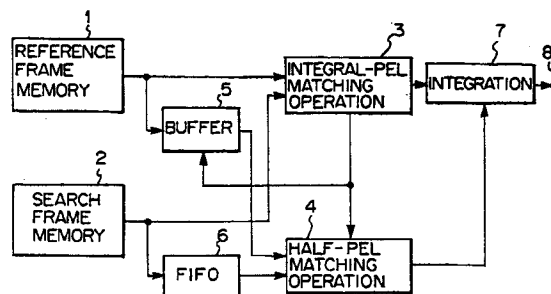 1
REFERENCE
FRAME
MEMORY
5
BUFFER
3
INTEGRAL-PEL
MATCHING
OPERATION
7
INTEGRATION
8
2
SEARCH
FRAME
MEMORY
6
FIFO
4
HALF-PEL
MATCHING
OPERATION